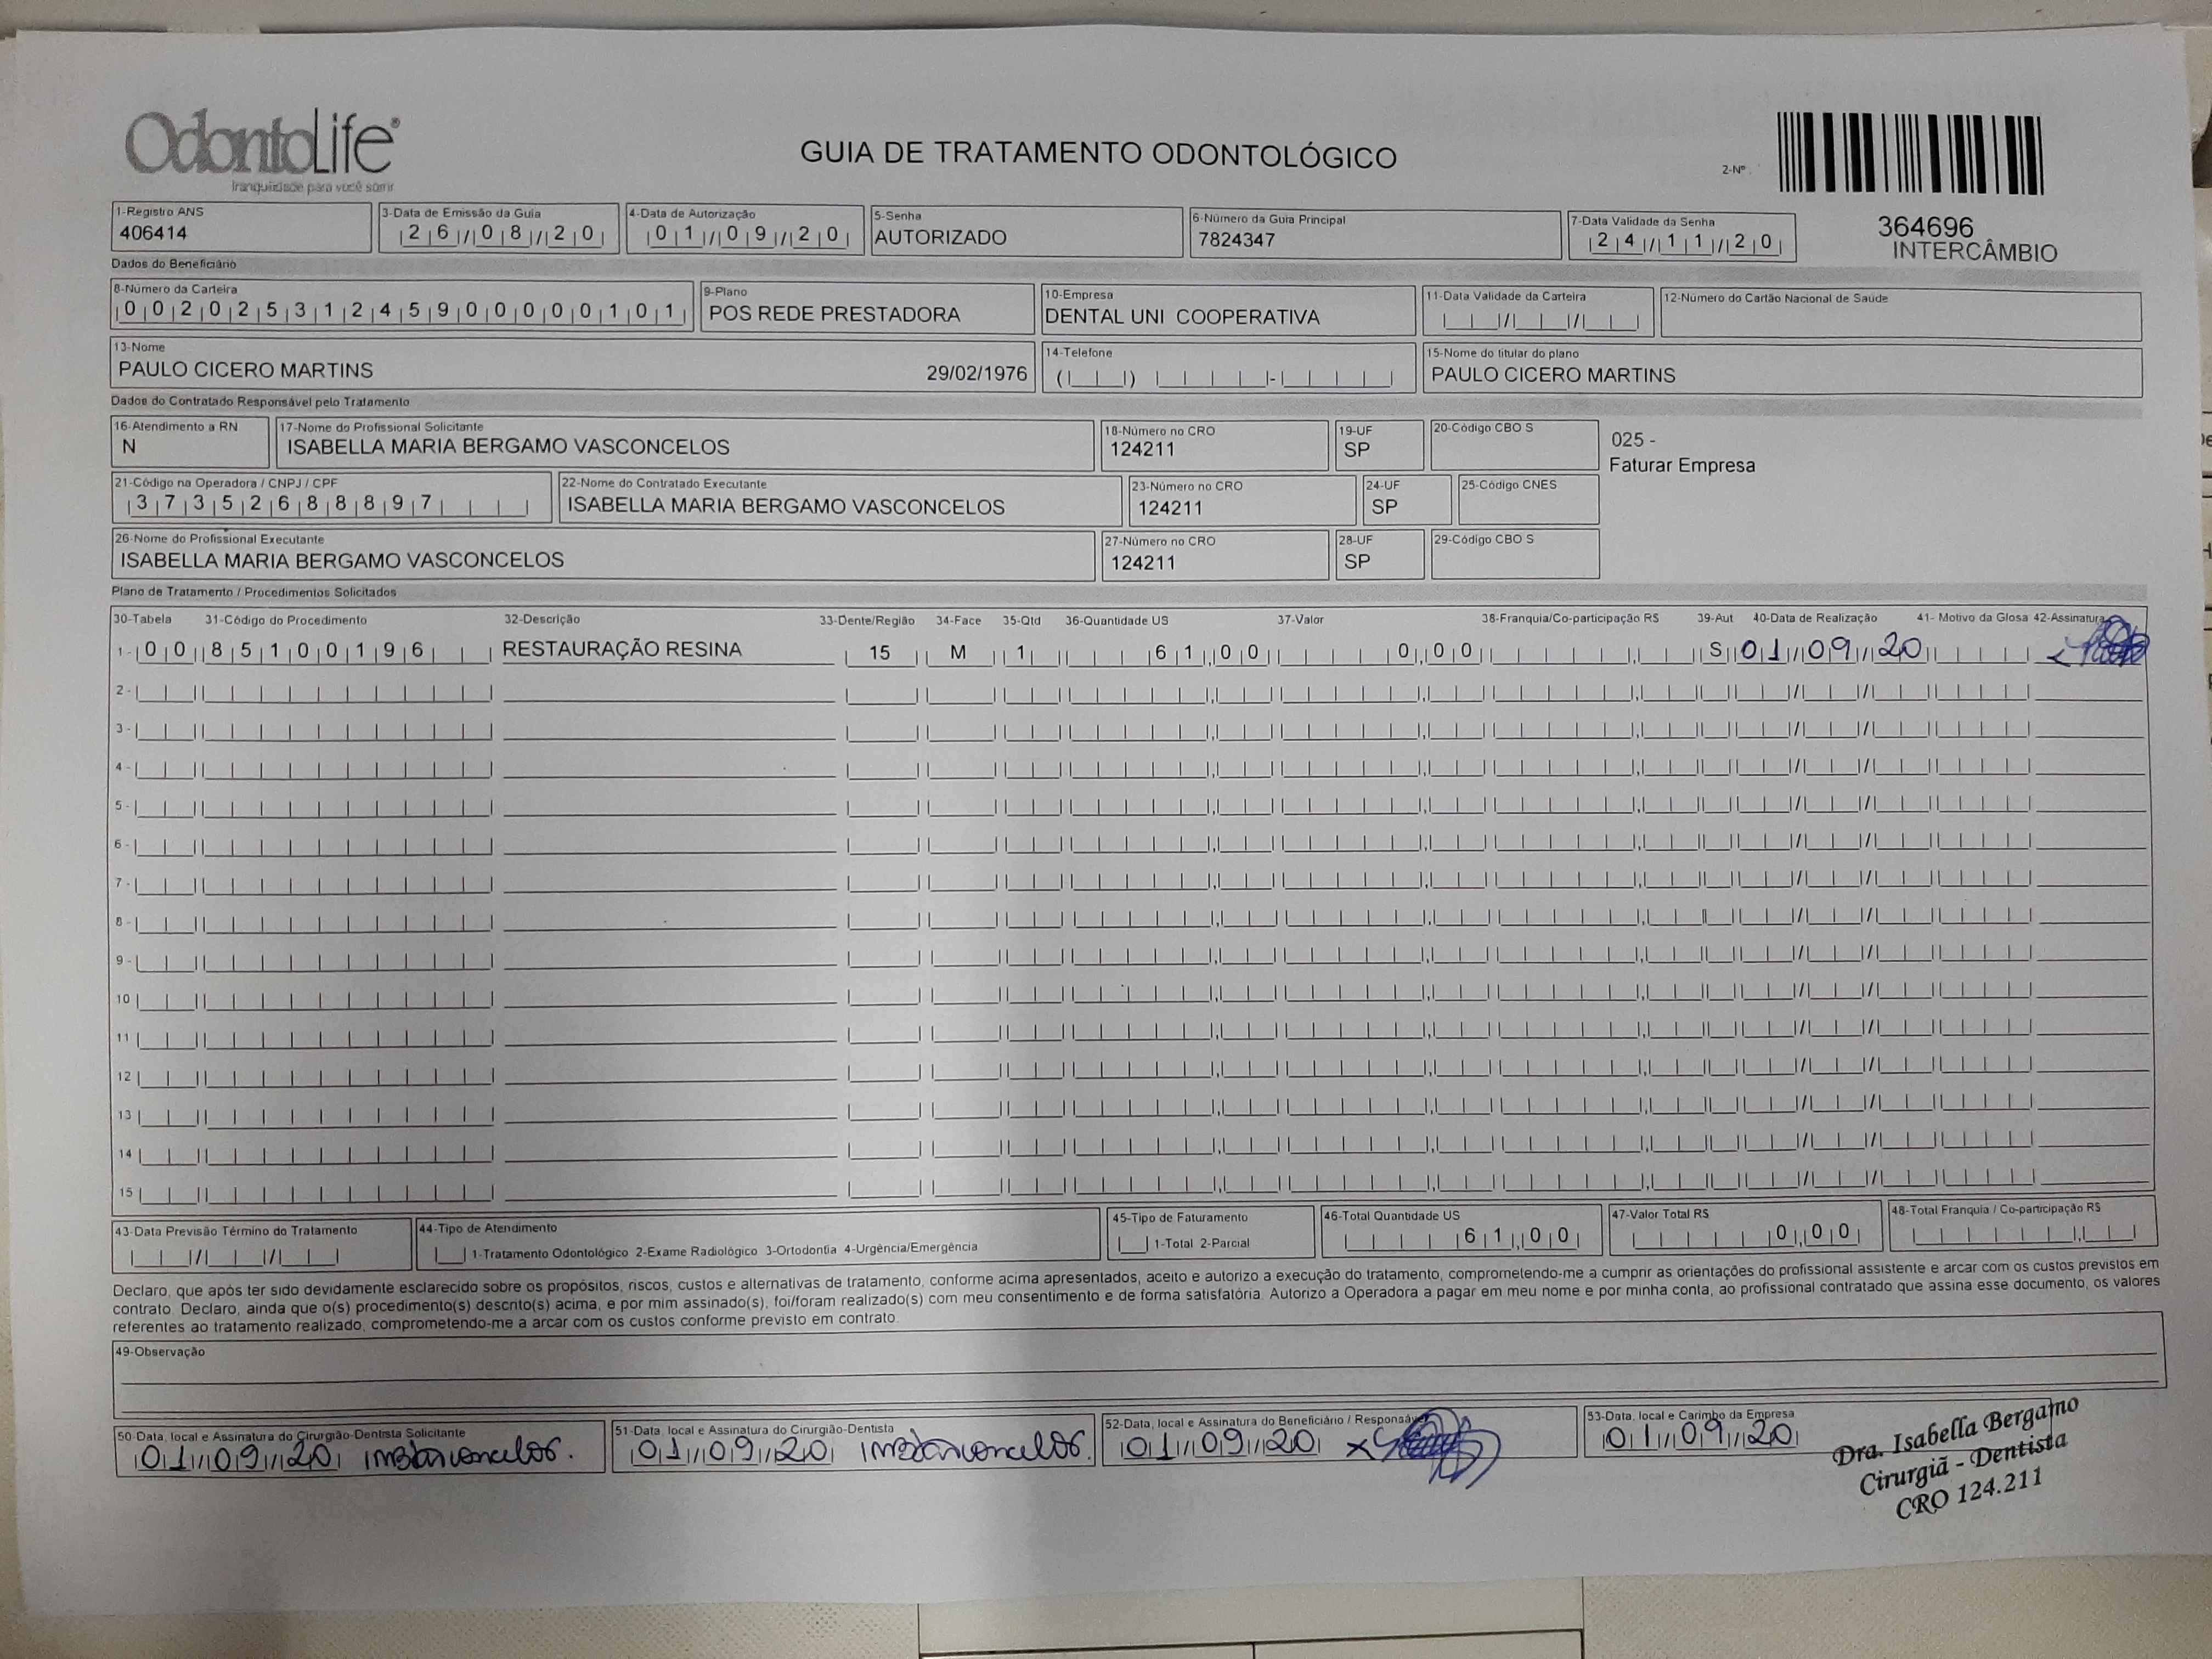 OdontoLife®
Tranquilidade para você sorrir
GUIA DE TRATAMENTO ODONTOLÓGICO
2-Nº
364696
INTERCÂMBIO
1-Registro ANS
406414
3-Data de Emissão da Guia
26/08/20
4-Data de Autorização
01/09/20
5-Senha
AUTORIZADO
6-Número da Guia Principal
7824347
7-Data Validade da Senha
24/11/20
Dados do Beneficiário
8-Número da Carteira
00202531245900000101
9-Plano
POS REDE PRESTADORA
10-Empresa
DENTAL UNI COOPERATIVA
11-Data Validade da Carteira
12-Número do Cartão Nacional de Saúde
13-Nome
PAULO CICERO MARTINS 29/02/1976
14-Telefone
15-Nome do titular do plano
PAULO CICERO MARTINS
Dados do Contratado Responsável pelo Tratamento
16-Atendimento a RN
N
17-Nome do Profissional Solicitante
ISABELLA MARIA BERGAMO VASCONCELOS
18-Número no CRO
124211
19-UF
SP
20-Código CBO S
025 -
Faturar Empresa
21-Código na Operadora / CNPJ / CPF
37352688897
22-Nome do Contratado Executante
ISABELLA MARIA BERGAMO VASCONCELOS
23-Número no CRO
124211
24-UF
SP
25-Código CNES
26-Nome do Profissional Executante
ISABELLA MARIA BERGAMO VASCONCELOS
27-Número no CRO
124211
28-UF
SP
29-Código CBO S
Plano de Tratamento / Procedimentos Solicitados
30-Tabela 31-Código do Procedimento 32-Descrição 33-Dente/Região 34-Face 35-Qtd 36-Quantidade US 37-Valor 38-Franquia/Co-participação R$ 39-Aut 40-Data de Realização 41- Motivo da Glosa 42-Assinatura
1- 00 85100196 RESTAURAÇÃO RESINA 15 M 1 61,00 0,00 S 01/09/20
2-
3-
4-
5-
6-
7-
8-
9-
10
11
12
13
14
15
43-Data Previsão Término do Tratamento
44-Tipo de Atendimento
1-Tratamento Odontológico 2-Exame Radiológico 3-Ortodontia 4-Urgência/Emergência
45-Tipo de Faturamento
1-Total 2-Parcial
46-Total Quantidade US
61,00
47-Valor Total R$
0,00
48-Total Franquia / Co-participação R$
Declaro, que após ter sido devidamente esclarecido sobre os propósitos, riscos, custos e alternativas de tratamento, conforme acima apresentados, aceito e autorizo a execução do tratamento, comprometendo-me a cumprir as orientações do profissional assistente e arcar com os custos previstos em
contrato. Declaro, ainda que o(s) procedimento(s) descrito(s) acima, e por mim assinado(s), foi/foram realizado(s) com meu consentimento e de forma satisfatória. Autorizo a Operadora a pagar em meu nome e por minha conta, ao profissional contratado que assina esse documento, os valores
referentes ao tratamento realizado, comprometendo-me a arcar com os custos conforme previsto em contrato.
49-Observação
50-Data, local e Assinatura do Cirurgião-Dentista Solicitante
01/09/20 IMBVasconcelos.
51-Data, local e Assinatura do Cirurgião-Dentista
01/09/20 IMBVasconcelos.
52-Data, local e Assinatura do Beneficiário / Responsável
01/09/20 x
53-Data, local e Carimbo da Empresa
01/09/20
Dra. Isabella Bergamo
Cirurgiã - Dentista
CRO 124.211